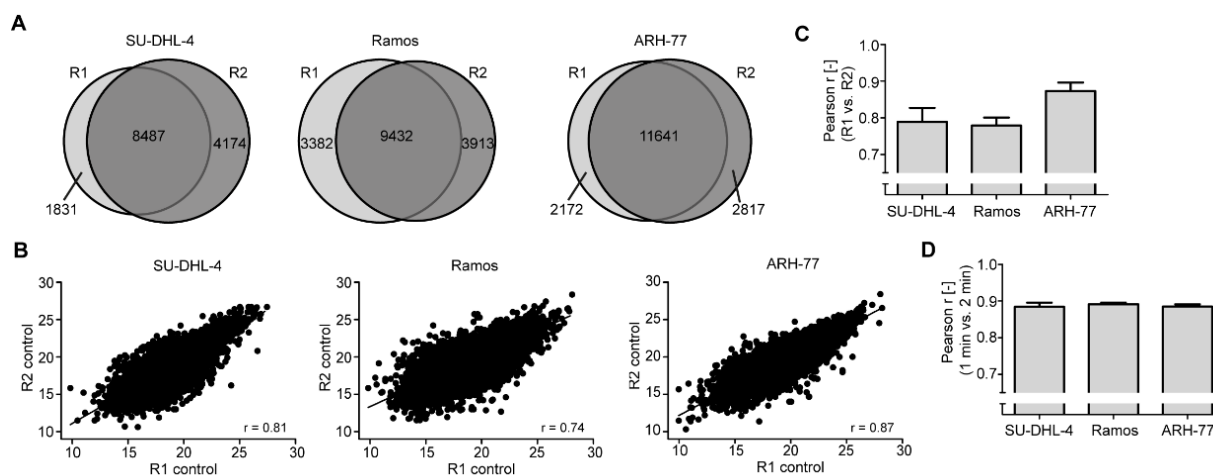 A
SU-DHL-4
R1
R2
8487
4174
1831
Ramos
R1
R2
3382
9432
3913
ARH-77
R1
R2
11641
2172
2817
B
SU-DHL-4
R2 control
30
25
20
15
10
10
15
20
25
30
r = 0.81
R1 control
Ramos
R2 control
30
25
20
15
10
10
15
20
25
30
r = 0.74
R1 control
ARH-77
R2 control
30
25
20
15
10
10
15
20
25
30
r = 0.87
R1 control
C
Pearson r [-]
(R1 vs. R2)
1.0
0.9
0.8
0.7
SU-DHL-4
Ramos
ARH-77
D
Pearson r [-]
(1 min vs. 2 min)
1.0
0.9
0.8
0.7
SU-DHL-4
Ramos
ARH-77